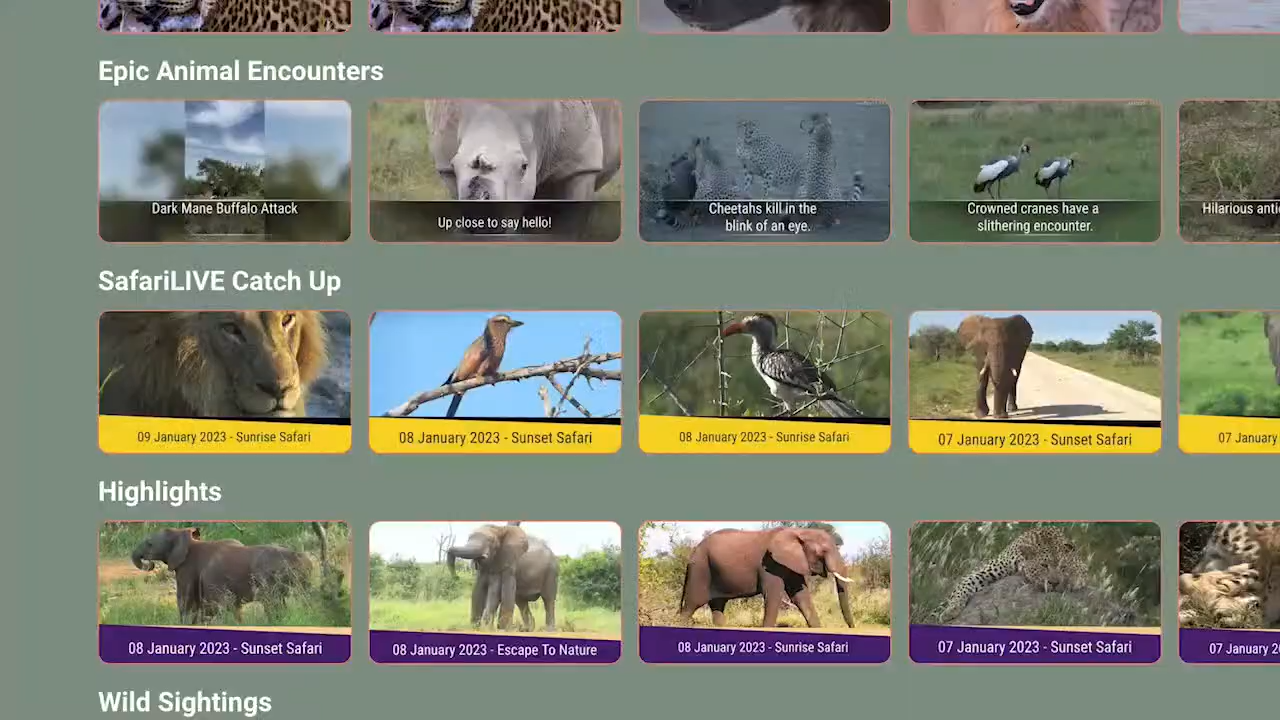 Epic Animal Encounters
Dark Mane Buffalo Attack
Up close to say hello!
Cheetahs kill in the
blink of an eye.
Crowned cranes have a
slithering encounter.
Hilarious
SafariLIVE Catch Up
09 January 2023 - Sunrise Safari
08 January 2023 - Sunset Safari
08 January 2023 - Sunrise Safari
07 January 2023 - Sunset Safari
07 January
Highlights
08 January 2023 - Sunset Safari
08 January 2023 - Escape To Nature
08 January 2023 - Sunrise Safari
07 January 2023 - Sunset Safari
07 January
Wild Sightings